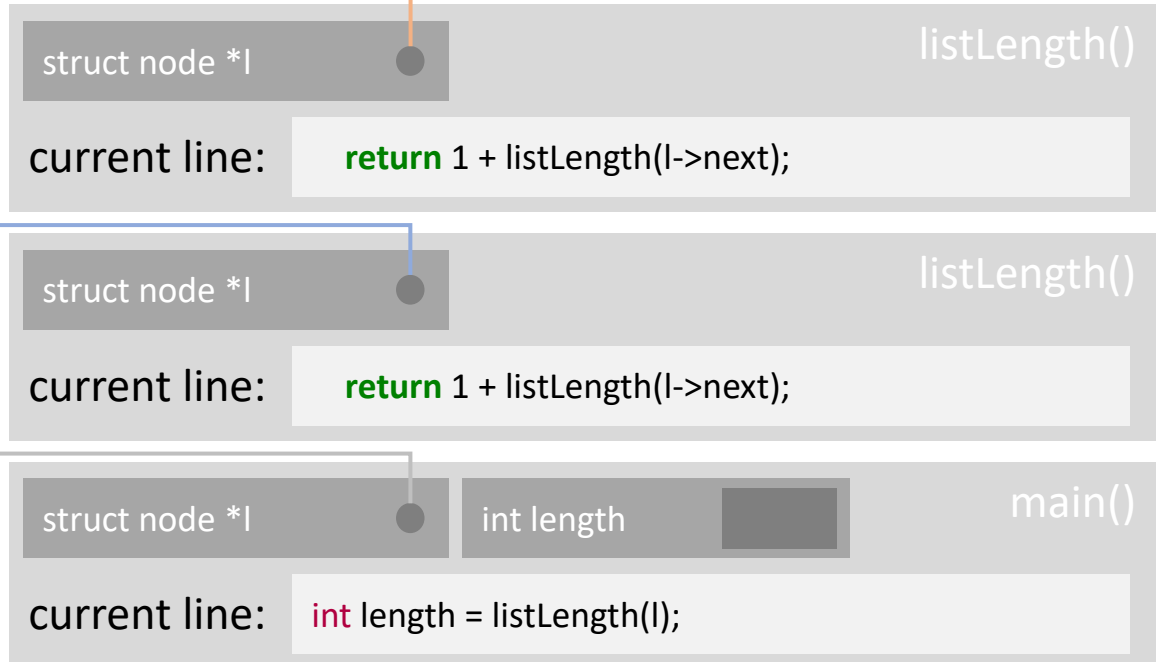 listLength()
struct node *l
current line: return 1 + listLength(l->next);
listLength()
struct node *l
current line: return 1 + listLength(l->next);
main()
struct node *l int length
current line: int length = listLength(l);